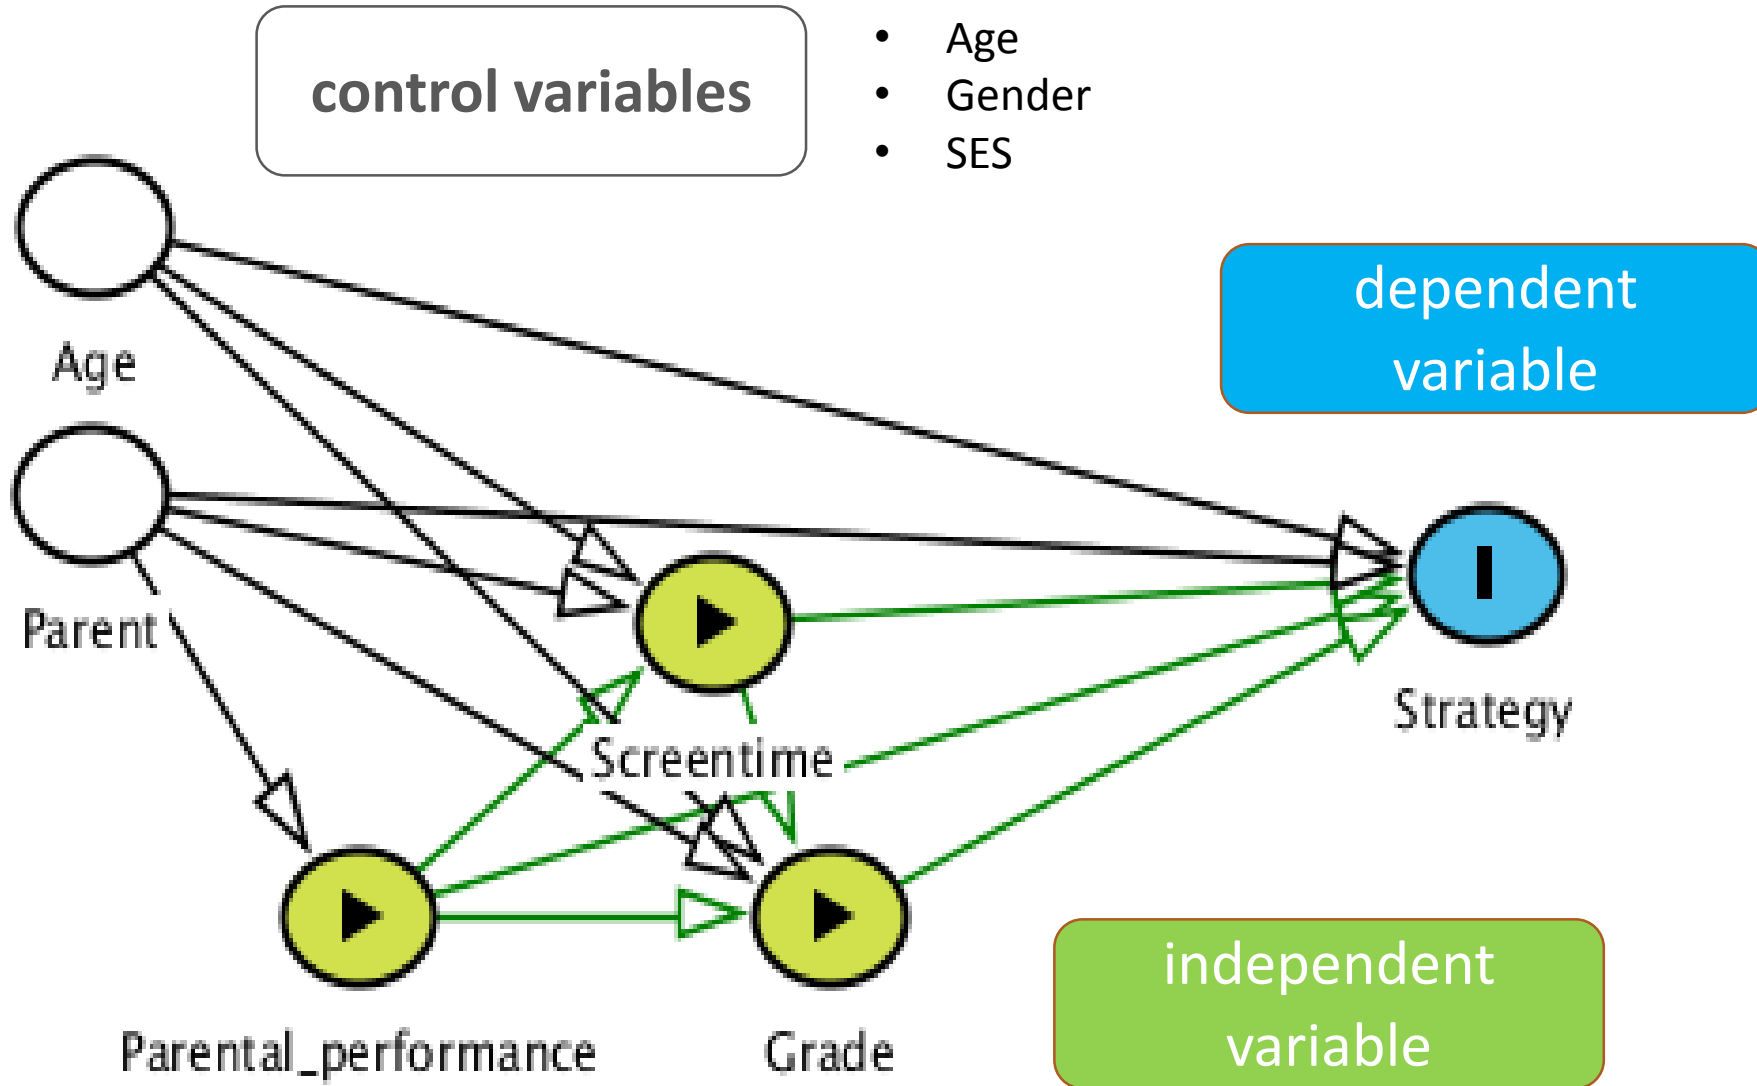 control variables
• Age
• Gender
• SES
dependent
variable
Age
Parent
Strategy
Screentime
independent
variable
Parental_performance
Grade